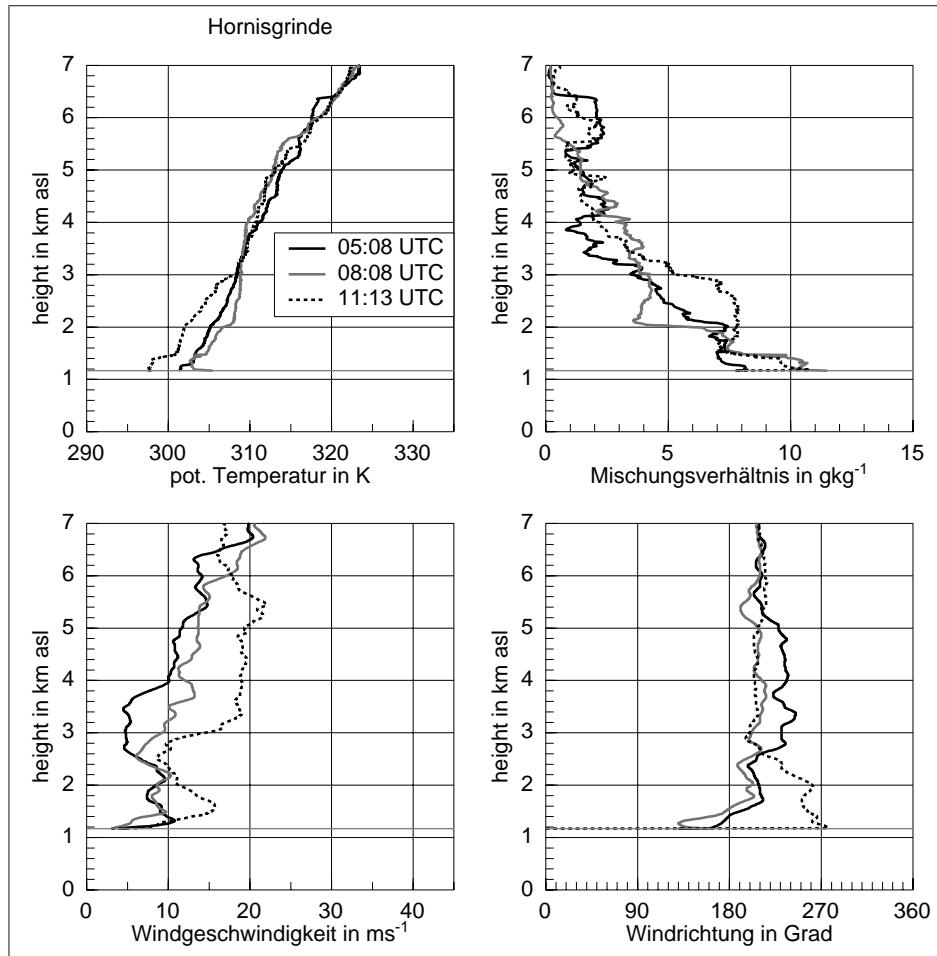 Hornisgrinde
height in km asl
7
6
5
4
3
2
1
0
290 300 310 320 330
pot. Temperatur in K
05:08 UTC
08:08 UTC
11:13 UTC
height in km asl
7
6
5
4
3
2
1
0
0 5 10 15
Mischungsverhältnis in gkg-1
height in km asl
7
6
5
4
3
2
1
0
0 10 20 30 40
Windgeschwindigkeit in ms-1
height in km asl
7
6
5
4
3
2
1
0
0 90 180 270 360
Windrichtung in Grad